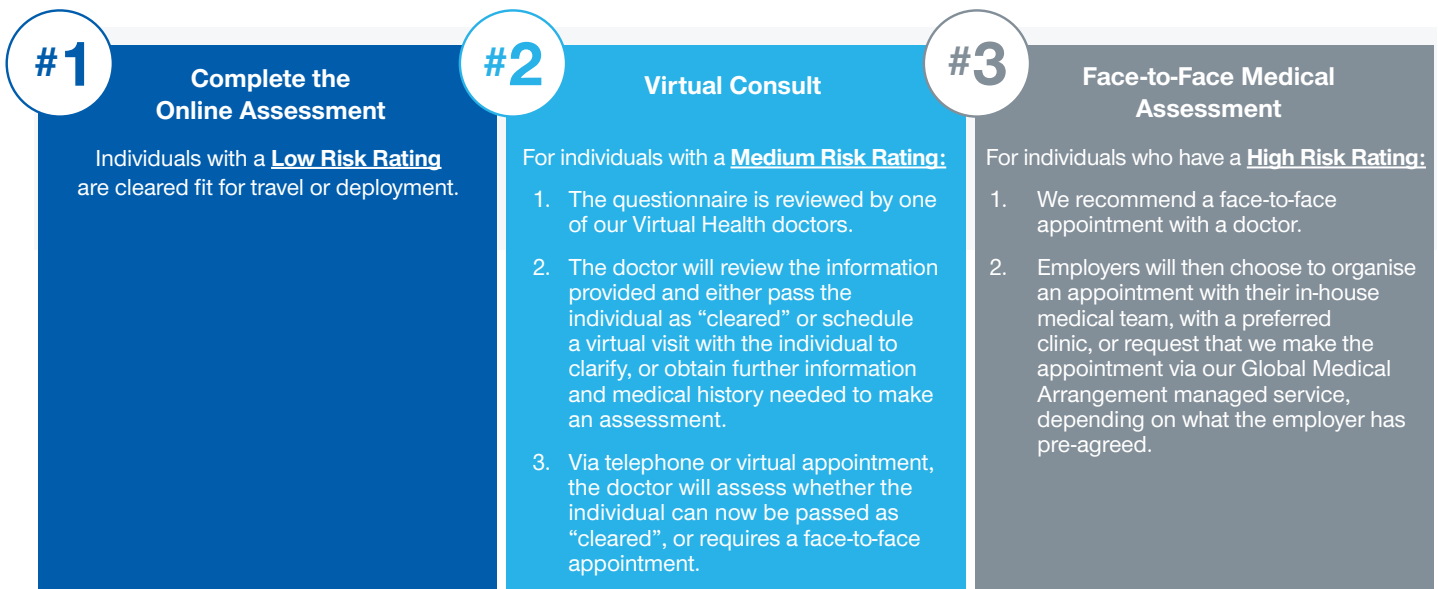 #1
Complete the
Online Assessment
Individuals with a Low Risk Rating
are cleared fit for travel or deployment.
#2
Virtual Consult
For individuals with a Medium Risk Rating:
1. The questionnaire is reviewed by one
of our Virtual Health doctors.
2. The doctor will review the information
provided and either pass the
individual as “cleared” or schedule
a virtual visit with the individual to
clarify, or obtain further information
and medical history needed to make
an assessment.
3. Via telephone or virtual appointment,
the doctor will assess whether the
individual can now be passed as
“cleared”, or requires a face-to-face
appointment.
#3
Face-to-Face Medical
Assessment
For individuals who have a High Risk Rating:
1. We recommend a face-to-face
appointment with a doctor.
2. Employers will then choose to organise
an appointment with their in-house
medical team, with a preferred
clinic, or request that we make the
appointment via our Global Medical
Arrangement managed service,
depending on what the employer has
pre-agreed.